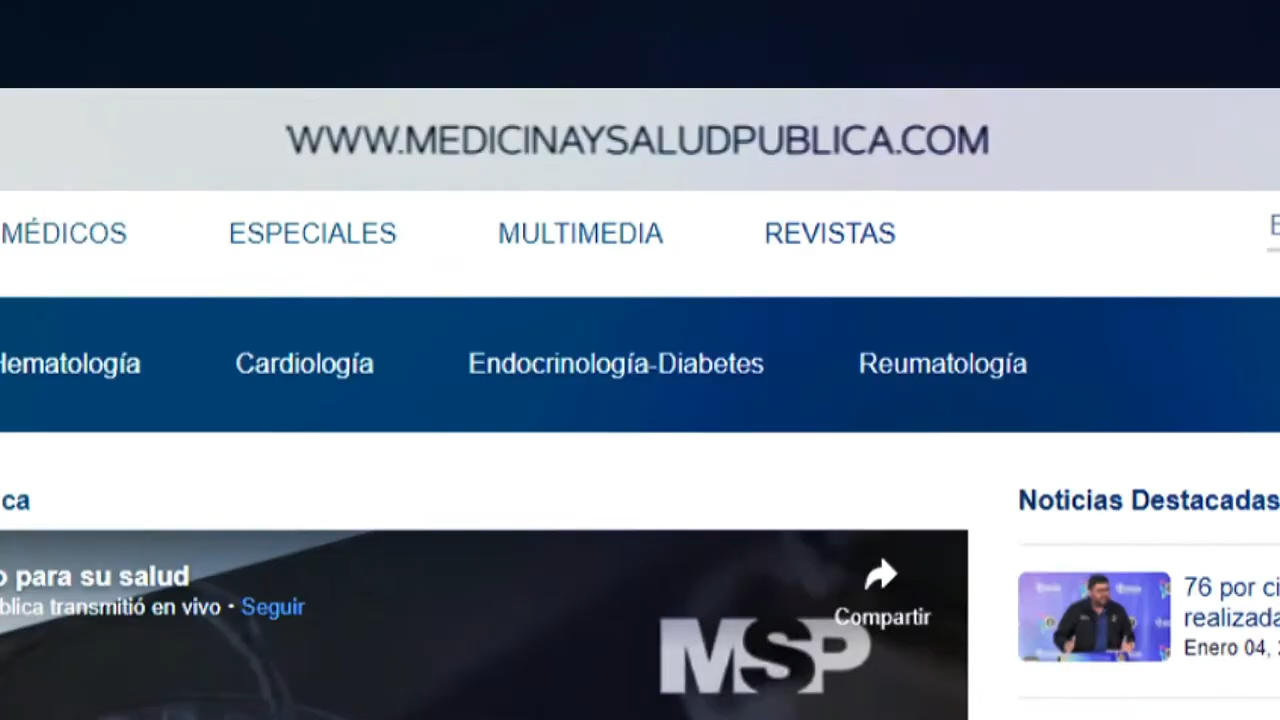 WWW.MEDICINAYSALUDPUBLICA.COM
MÉDICOS ESPECIALES MULTIMEDIA REVISTAS
Hematología Cardiología Endocrinología-Diabetes Reumatología
Noticias Destacadas
para su salud
transmitió en vivo · Seguir
Compartir
MSP
76 por
Enero 04,